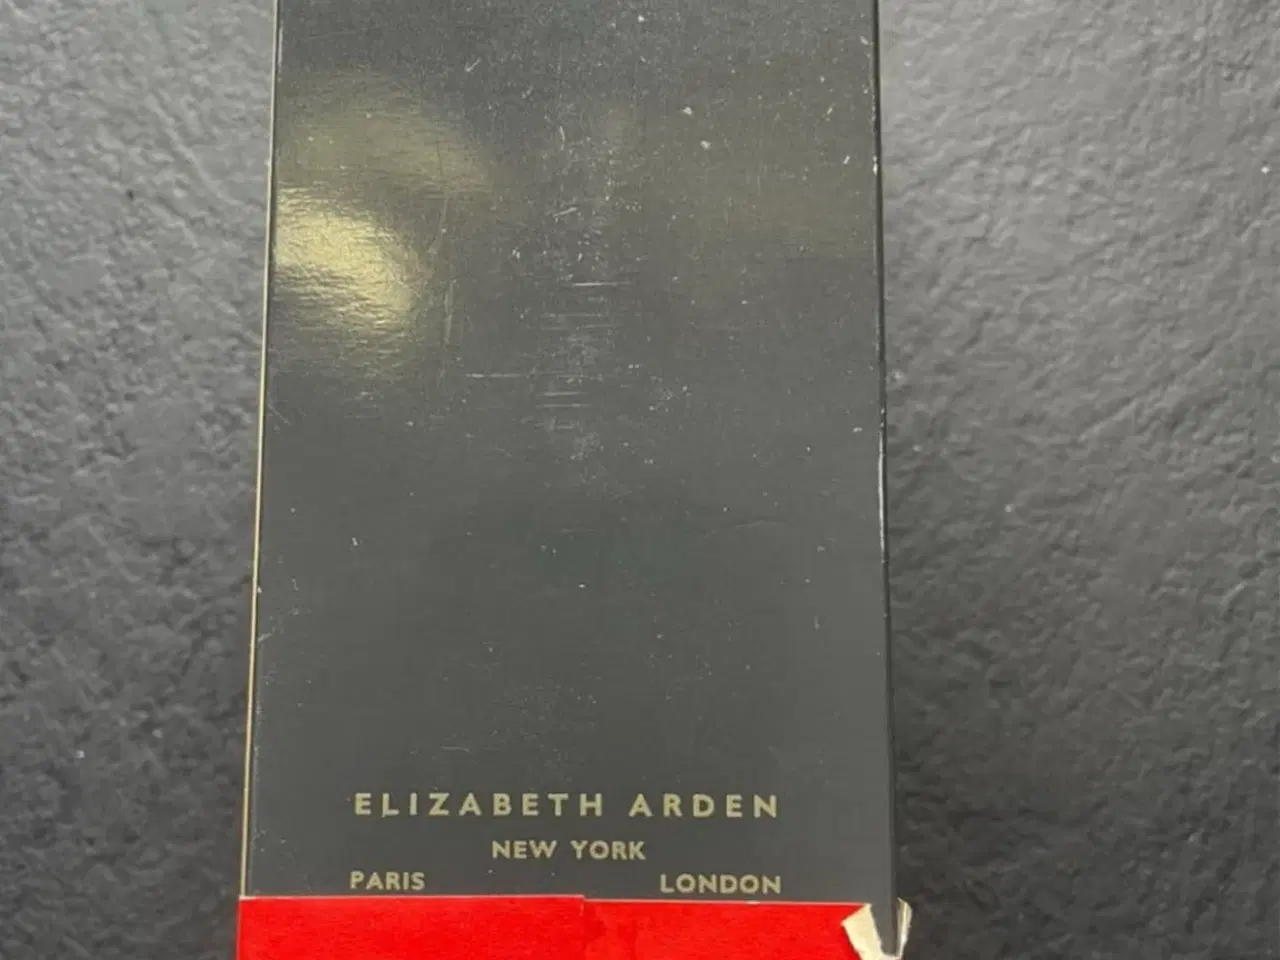 ELIZABETH ARDEN
NEW YORK
PARIS LONDON